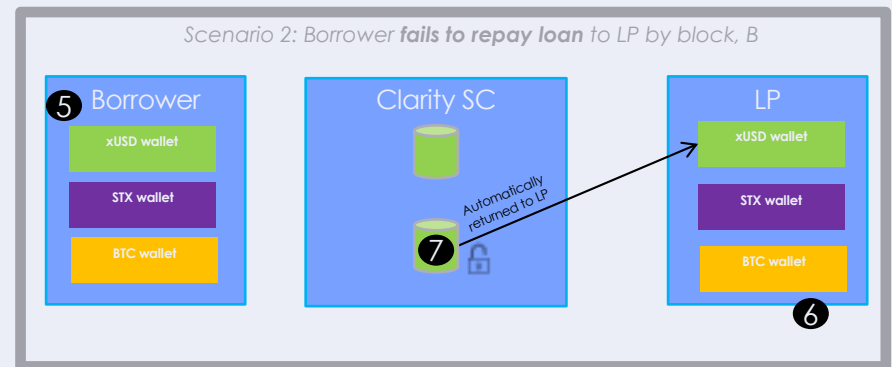 Scenario 2: Borrower fails to repay loan to LP by block, B
5
Borrower
xUSD wallet
STX wallet
BTC wallet
Clarity SC
7
Automatically
returned to LP
LP
xUSD wallet
STX wallet
BTC wallet
6